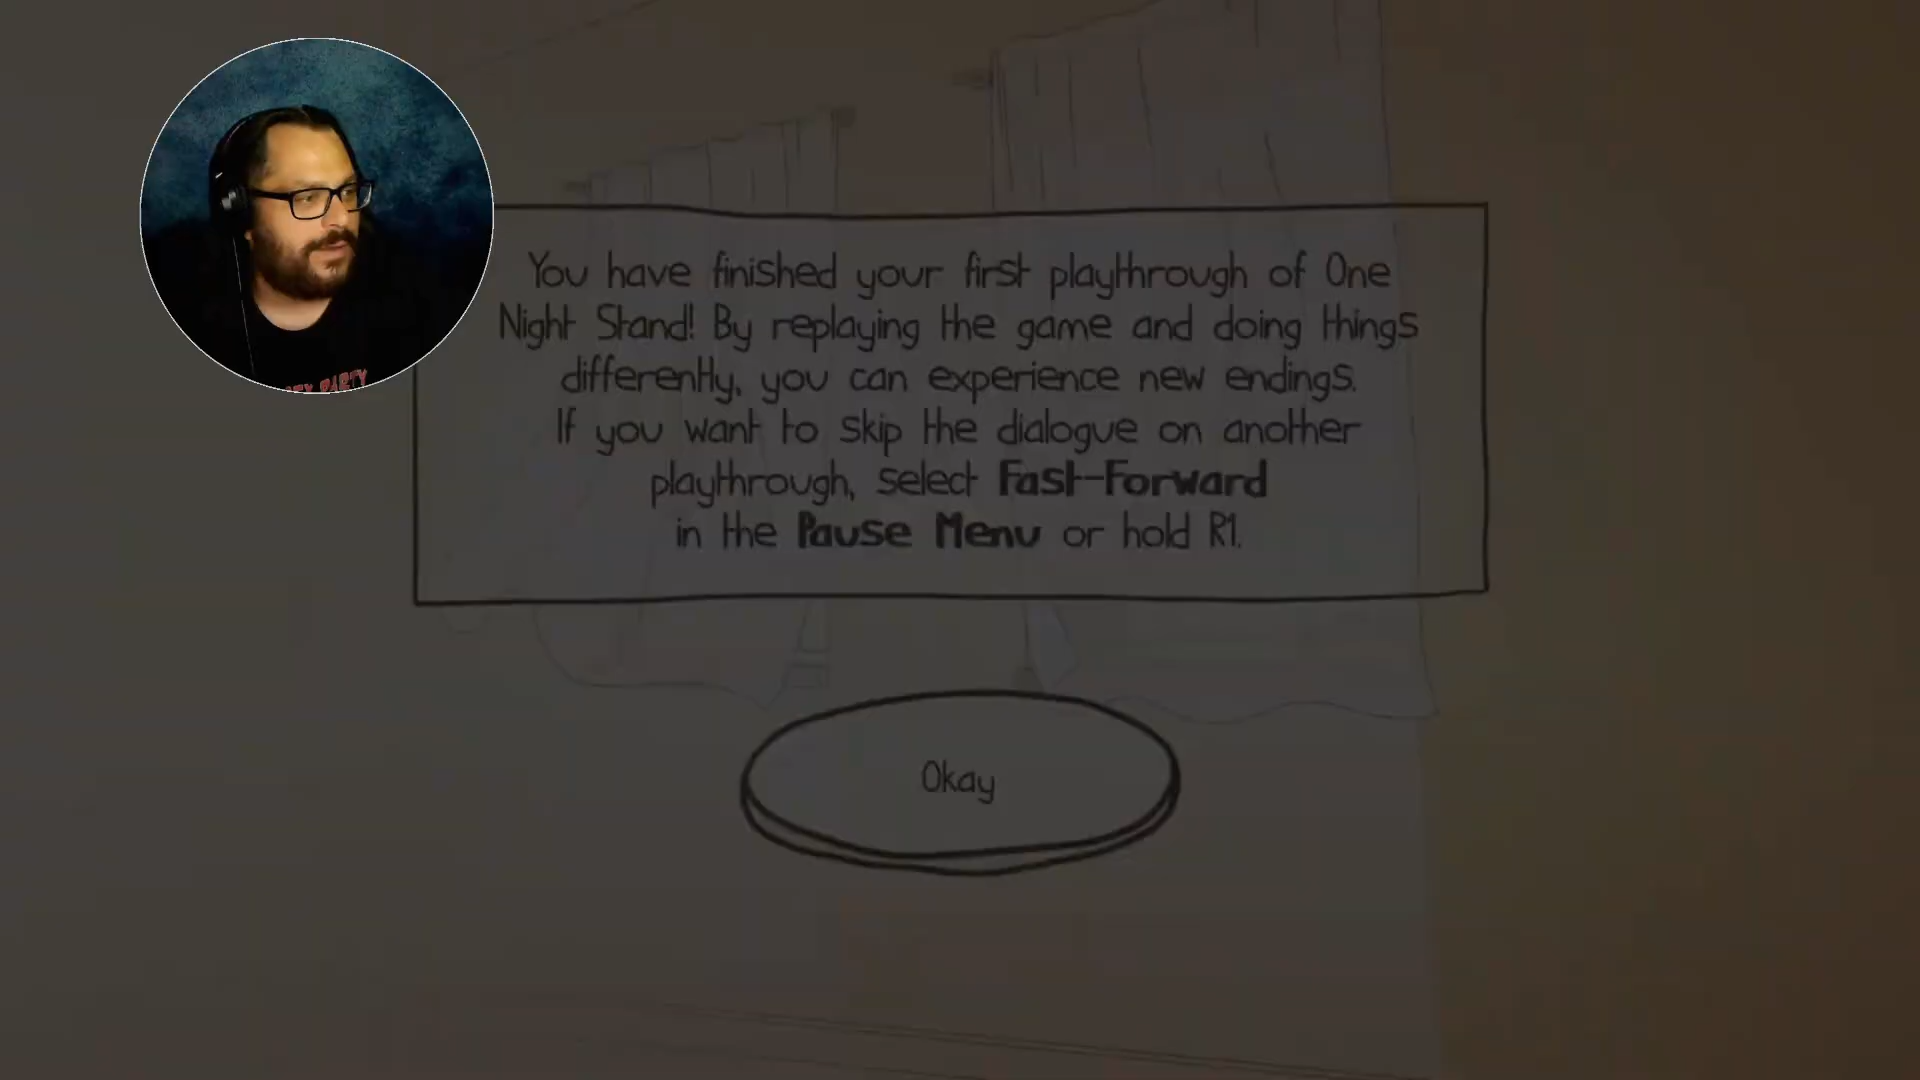 You have finished your first playthrough of One
Night Stand! By replaying the game and doing things
differently, you can experience new endings.
If you want to skip the dialogue on another
playthrough, select Fast-Forward
in the Pause Menu or hold R1.
Okay
PARTY